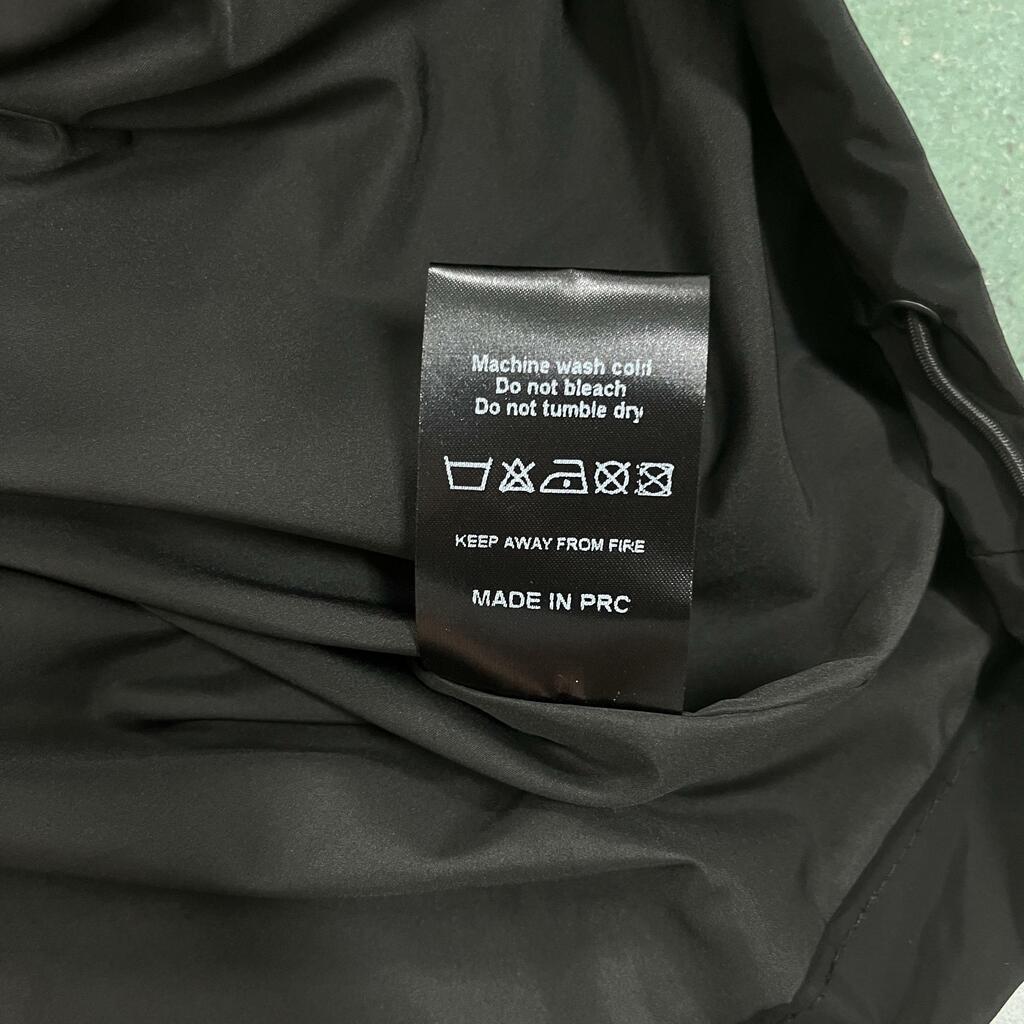 Machine wash cold
Do not bleach
Do not tumble dry
KEEP AWAY FROM FIRE
MADE IN PRC